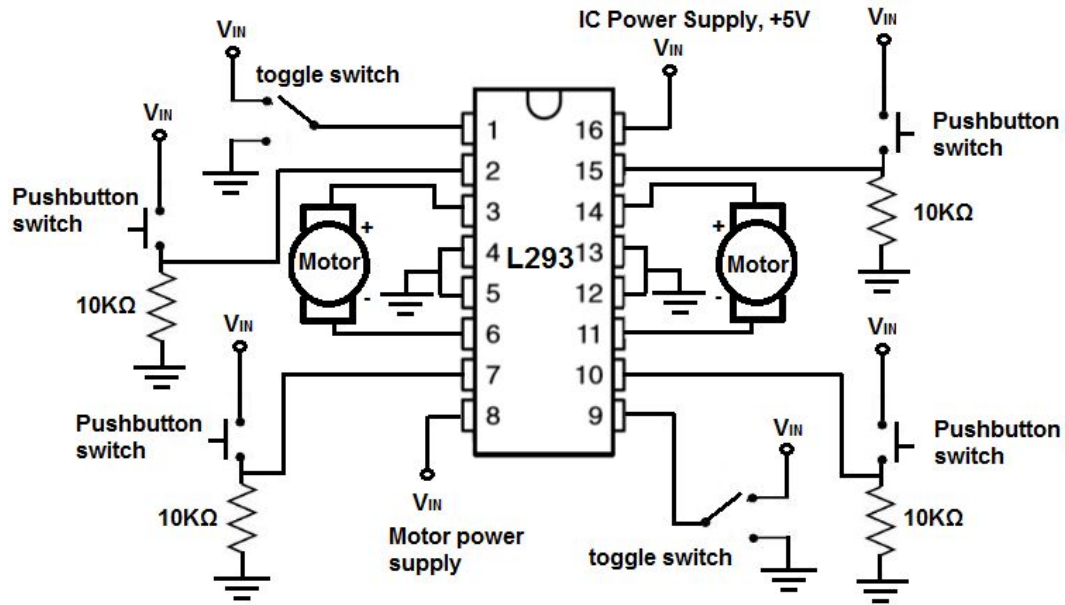 IC Power Supply, +5V
VIN
VIN
VIN
toggle switch
VIN
Pushbutton
switch
10KΩ
Pushbutton
switch
10KΩ
1
2
3
4
5
6
7
8
16
15
14
13
12
11
10
9
L293
+
Motor
-
+
Motor
-
VIN
Pushbutton
switch
10KΩ
VIN
Motor power
supply
VIN
toggle switch
VIN
Pushbutton
switch
10KΩ